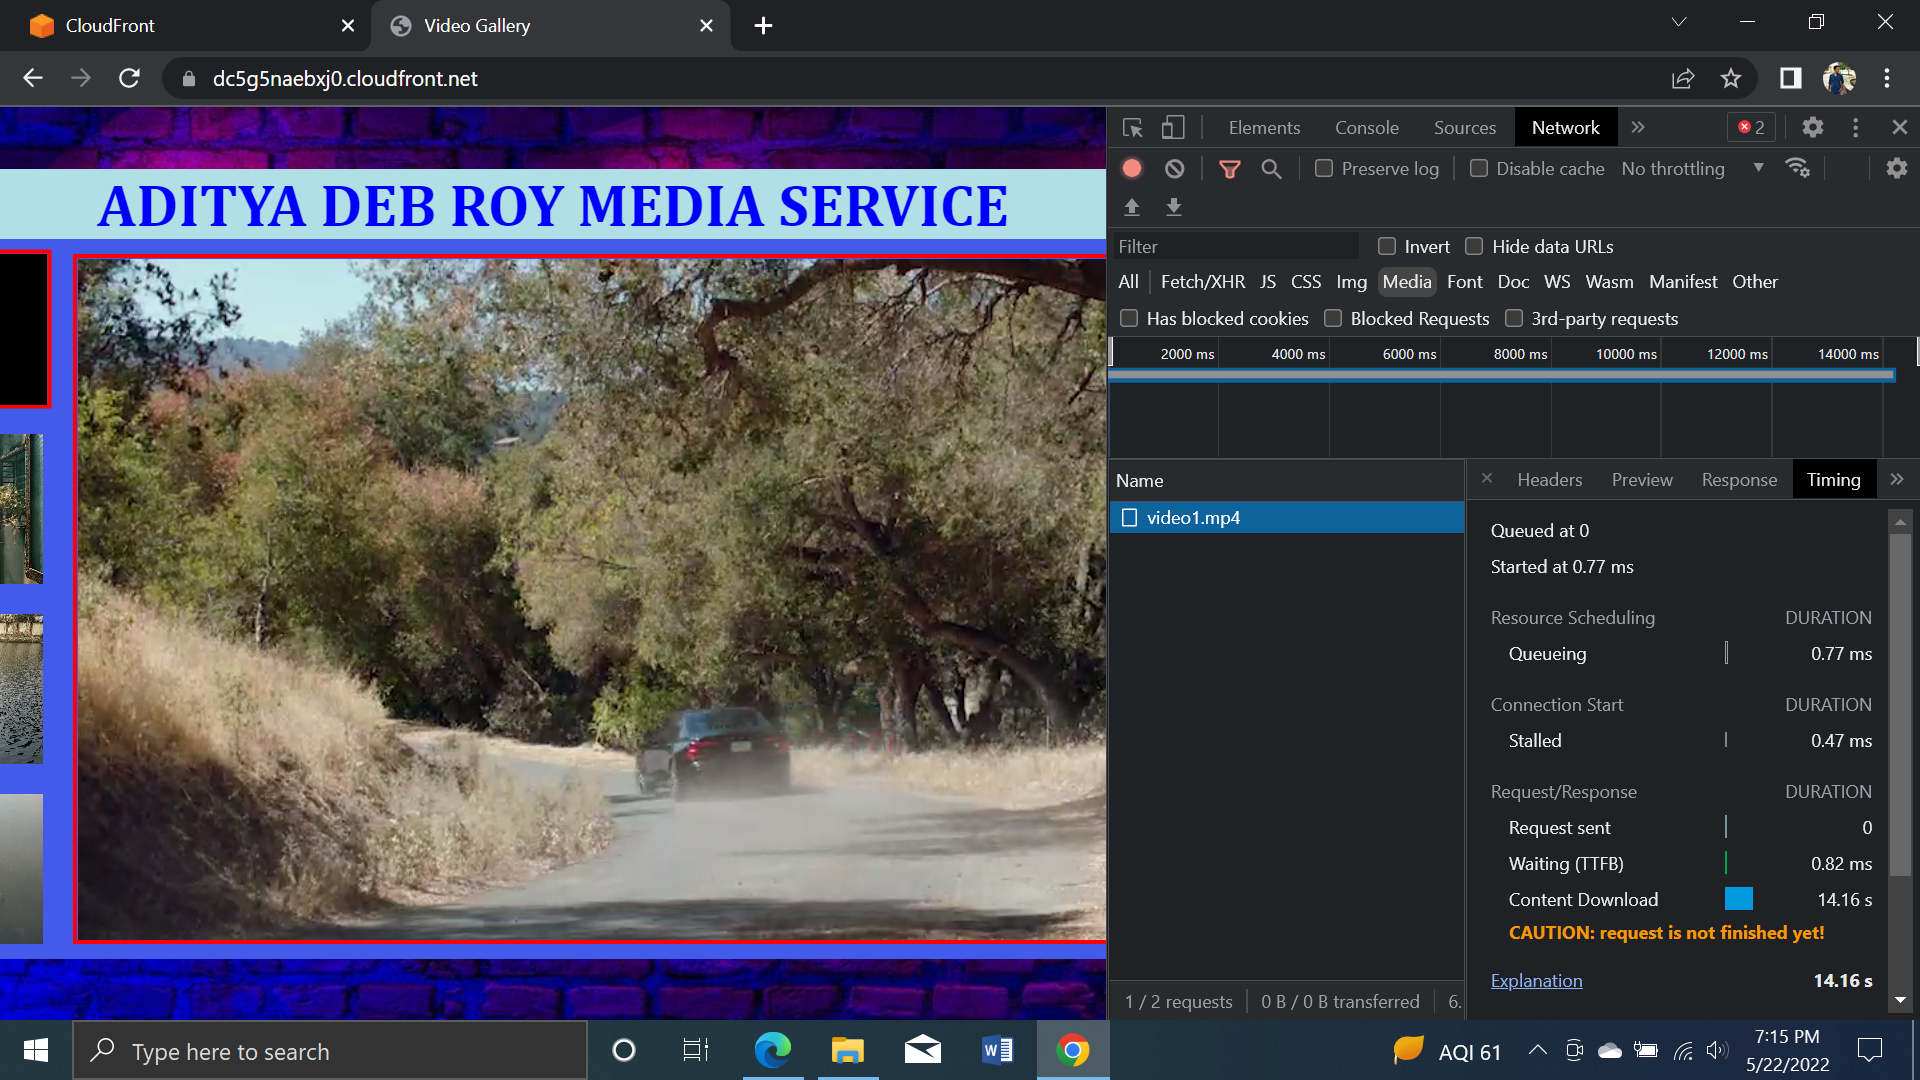 CloudFront
Video Gallery
dc5g5naebxj0.cloudfront.net
ADITYA DEB ROY MEDIA SERVICE
Elements Console Sources Network » 2
Preserve log Disable cache No throttling
Filter Invert Hide data URLs
All Fetch/XHR JS CSS Img Media Font Doc WS Wasm Manifest Other
Has blocked cookies Blocked Requests 3rd-party requests
2000 ms 4000 ms 6000 ms 8000 ms 10000 ms 12000 ms 14000 ms
Name
video1.mp4
1 / 2 requests 0 B / 0 B transferred 6.
Headers Preview Response Timing »
Queued at 0
Started at 0.77 ms
Resource Scheduling DURATION
Queueing 0.77 ms
Connection Start DURATION
Stalled 0.47 ms
Request/Response DURATION
Request sent 0
Waiting (TTFB) 0.82 ms
Content Download 14.16 s
CAUTION: request is not finished yet!
Explanation 14.16 s
Type here to search
AQI 61
7:15 PM
5/22/2022